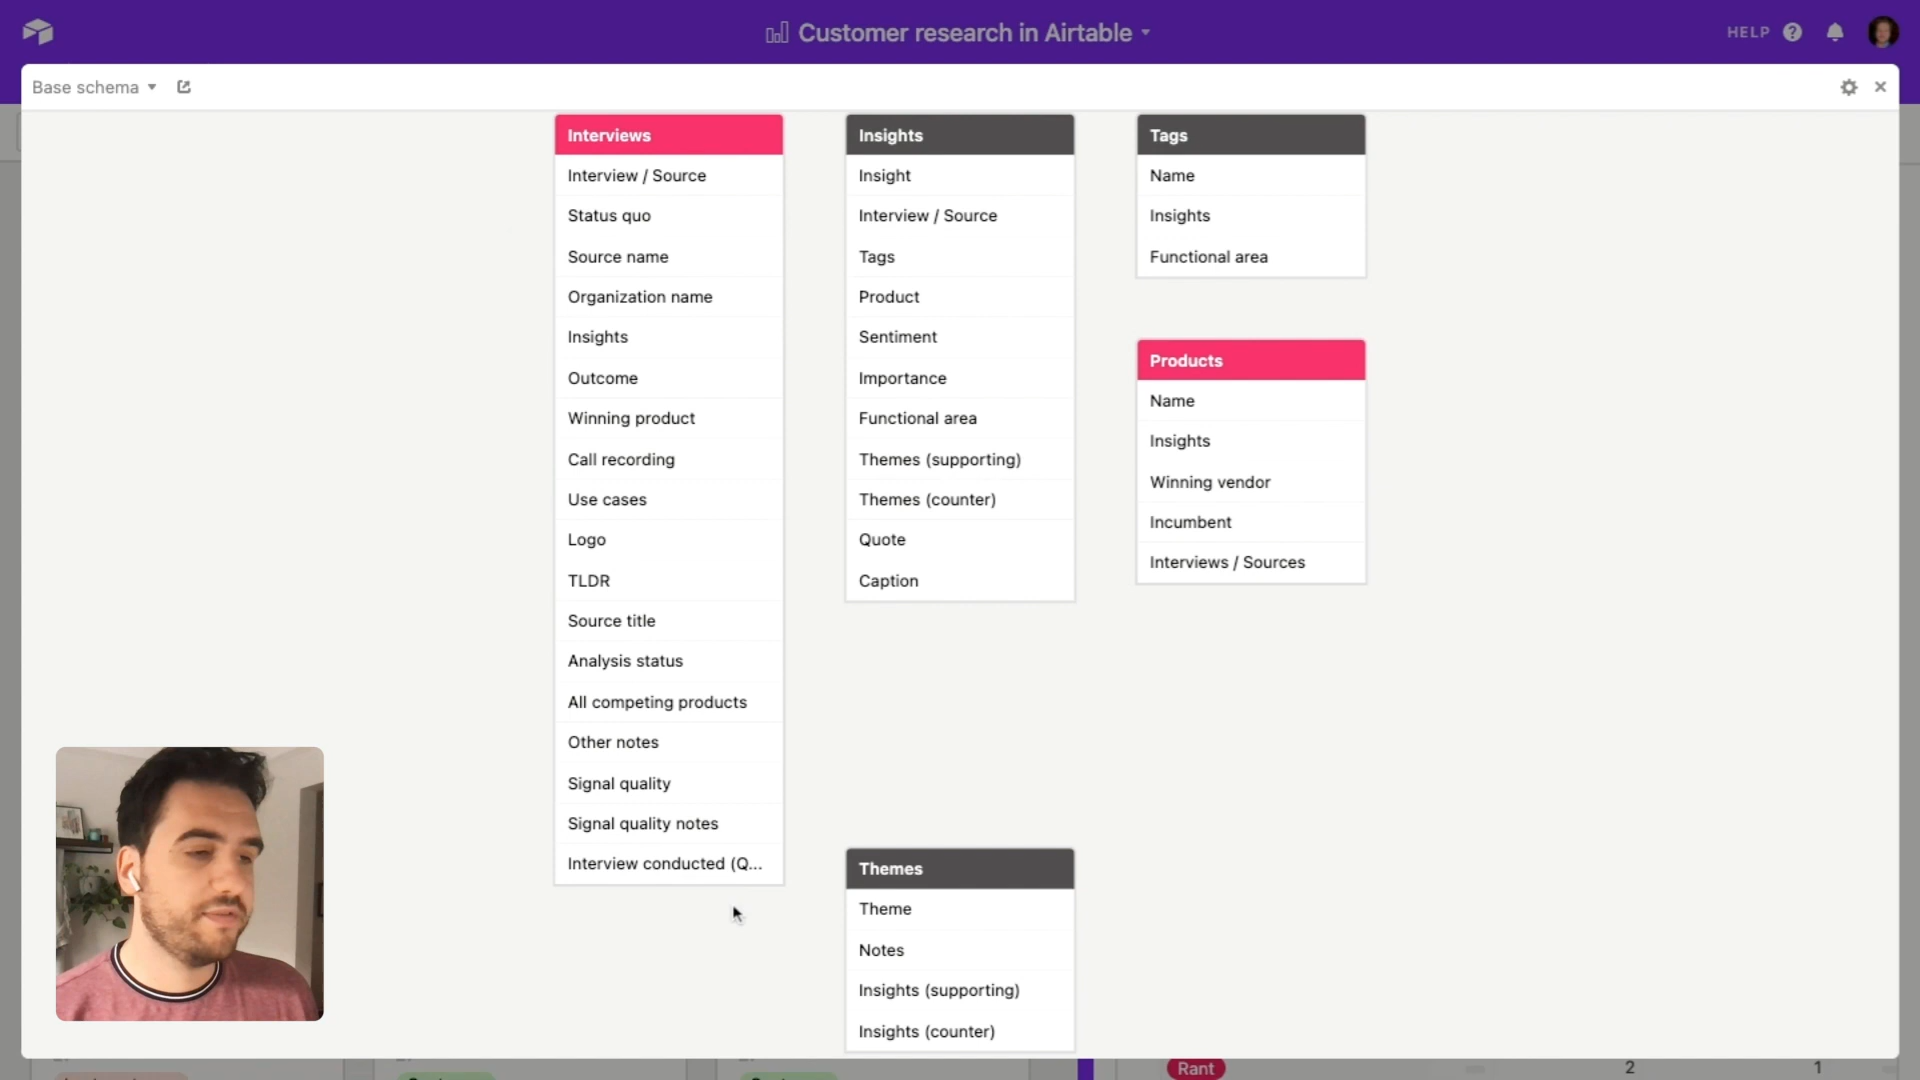 Customer research in Airtable
HELP
Base schema
Interviews
Interview / Source
Status quo
Source name
Organization name
Insights
Outcome
Winning product
Call recording
Use cases
Logo
TLDR
Source title
Analysis status
All competing products
Other notes
Signal quality
Signal quality notes
Interview conducted (Q...
Insights
Insight
Interview / Source
Tags
Product
Sentiment
Importance
Functional area
Themes (supporting)
Themes (counter)
Quote
Caption
Tags
Name
Insights
Functional area
Products
Name
Insights
Winning vendor
Incumbent
Interviews / Sources
Themes
Theme
Notes
Insights (supporting)
Insights (counter)
Rant
2
1